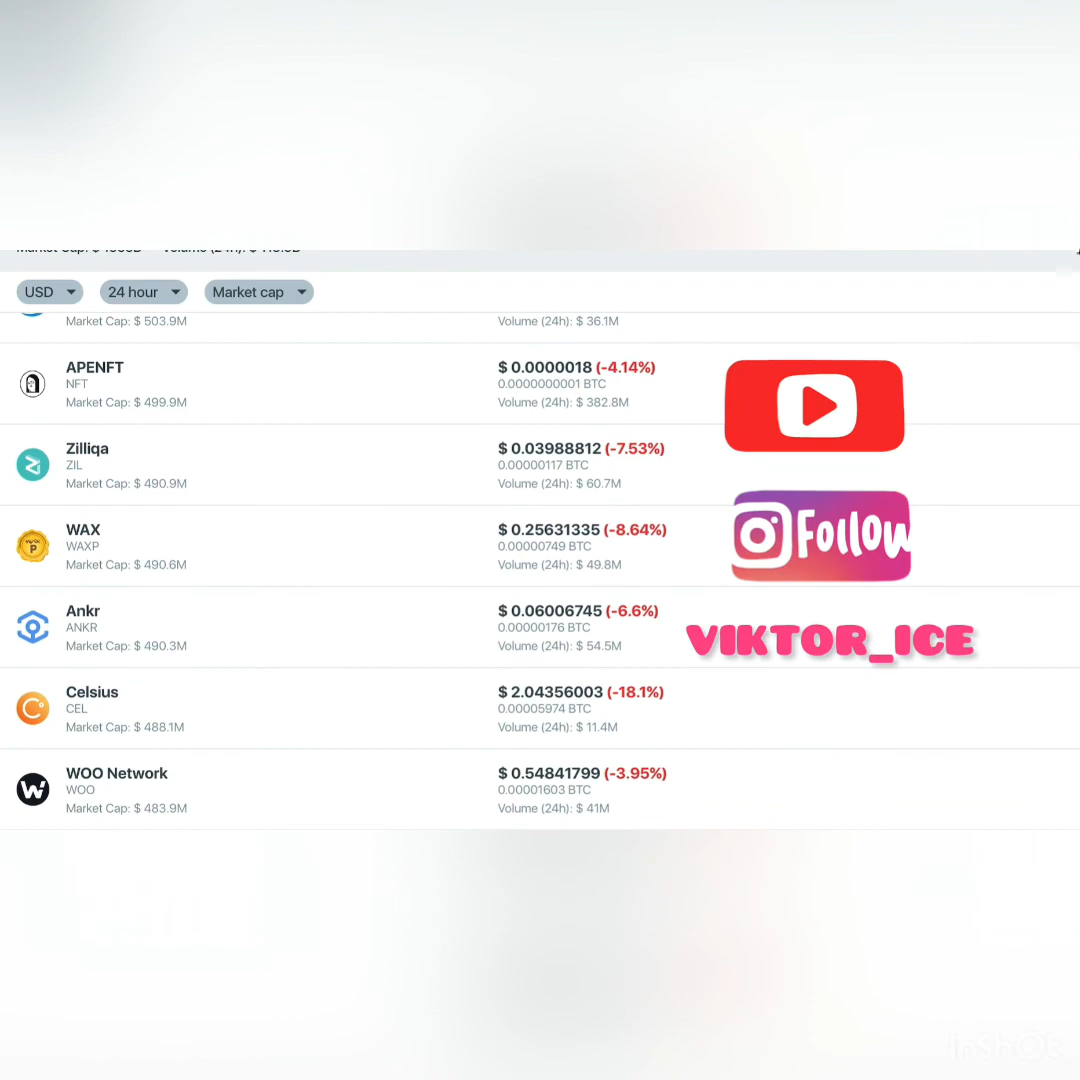 USD
24 hour
Market cap
Market Cap: $ 503.9M
Volume (24h): $ 36.1M
APENFT
$ 0.0000018 (-4.14%)
NFT
0.0000000001 BTC
Market Cap: $ 499.9M
Volume (24h): $ 382.8M
Zilliqa
$ 0.03988812 (-7.53%)
ZIL
0.00000117 BTC
Market Cap: $ 490.9M
Volume (24h): $ 60.7M
WAX
$ 0.25631335 (-8.64%)
WAXP
0.00000749 BTC
Market Cap: $ 490.6M
Volume (24h): $ 49.8M
Follow
Ankr
$ 0.06006745 (-6.6%)
ANKR
0.00000176 BTC
Market Cap: $ 490.3M
Volume (24h): $ 54.5M
VIKTOR_ICE
Celsius
$ 2.04356003 (-18.1%)
CEL
0.00005974 BTC
Market Cap: $ 488.1M
Volume (24h): $ 11.4M
WOO Network
$ 0.54841799 (-3.95%)
WOO
0.00001603 BTC
Market Cap: $ 483.9M
Volume (24h): $ 41M